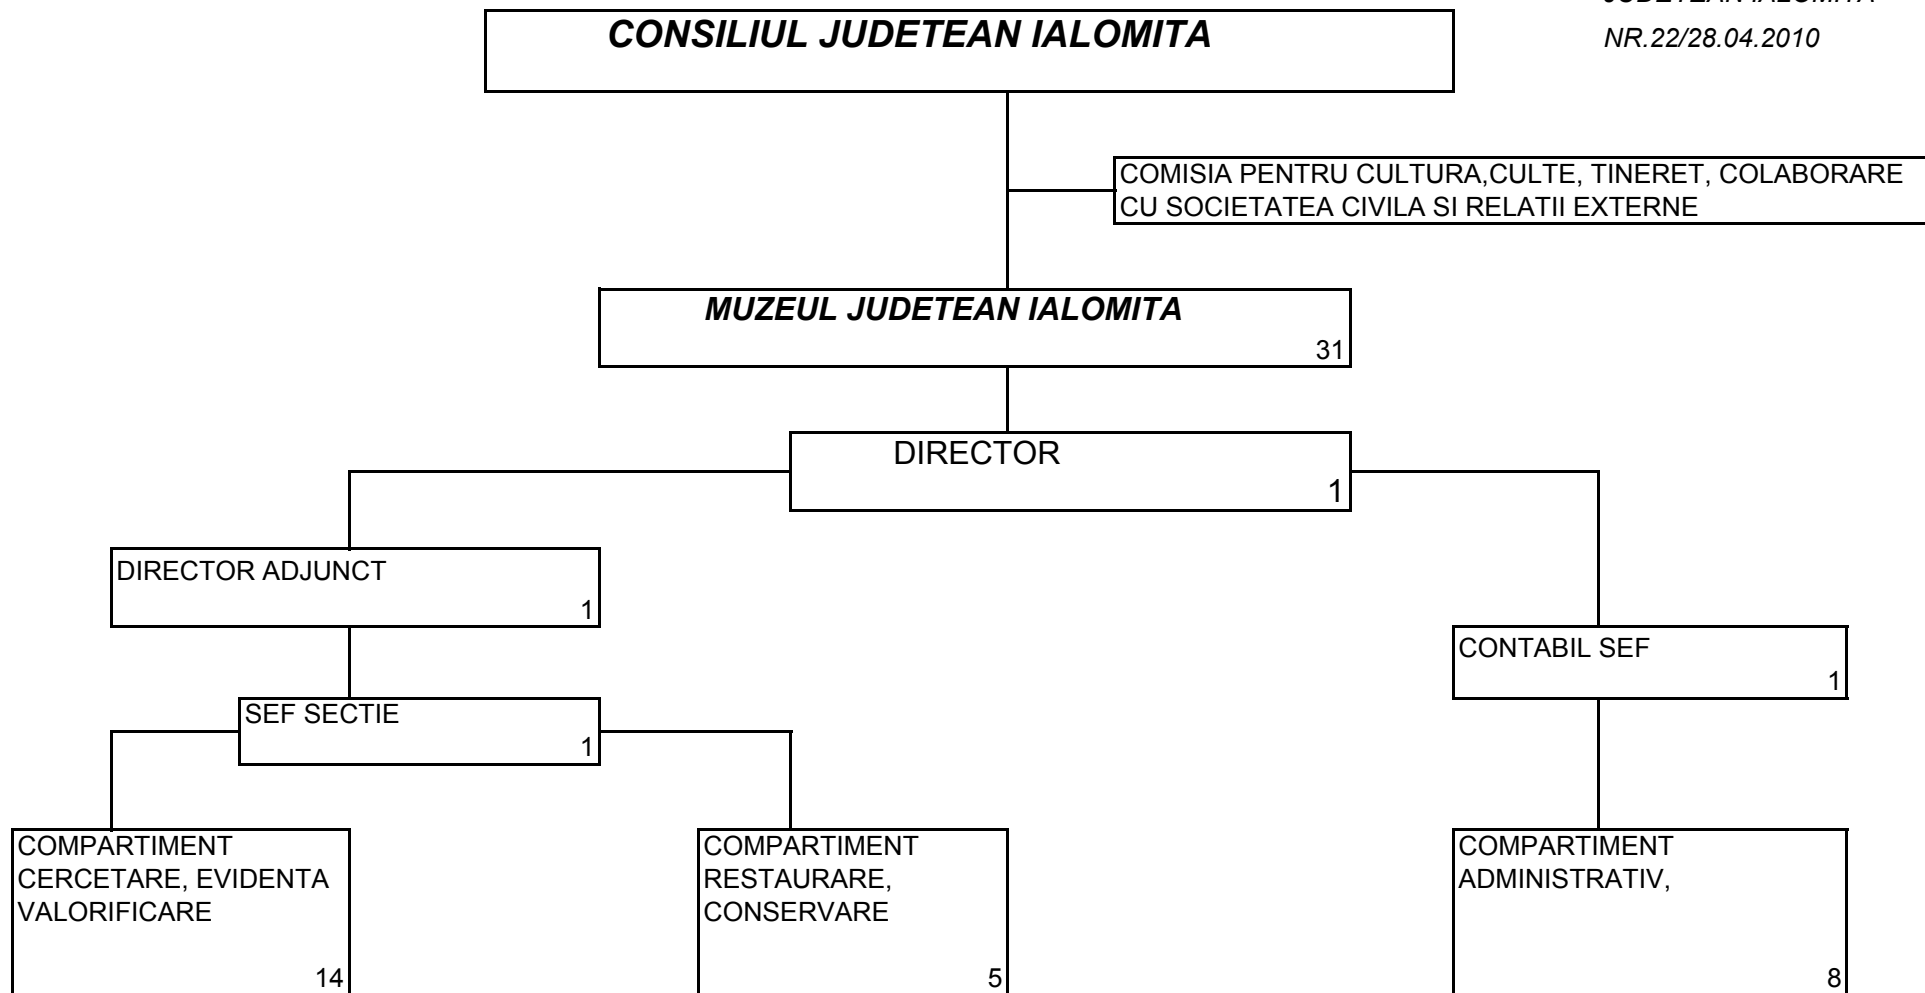 JUDETEAN IALOMITA
CONSILIUL JUDETEAN IALOMITA
NR.22/28.04.2010
COMISIA PENTRU CULTURA,CULTE, TINERET, COLABORARE
CU SOCIETATEA CIVILA SI RELATII EXTERNE
MUZEUL JUDETEAN IALOMITA
31
DIRECTOR
1
DIRECTOR ADJUNCT
1
CONTABIL SEF
1
SEF SECTIE
1
COMPARTIMENT
CERCETARE, EVIDENTA
VALORIFICARE
14
COMPARTIMENT
RESTAURARE,
CONSERVARE
5
COMPARTIMENT
ADMINISTRATIV,
8